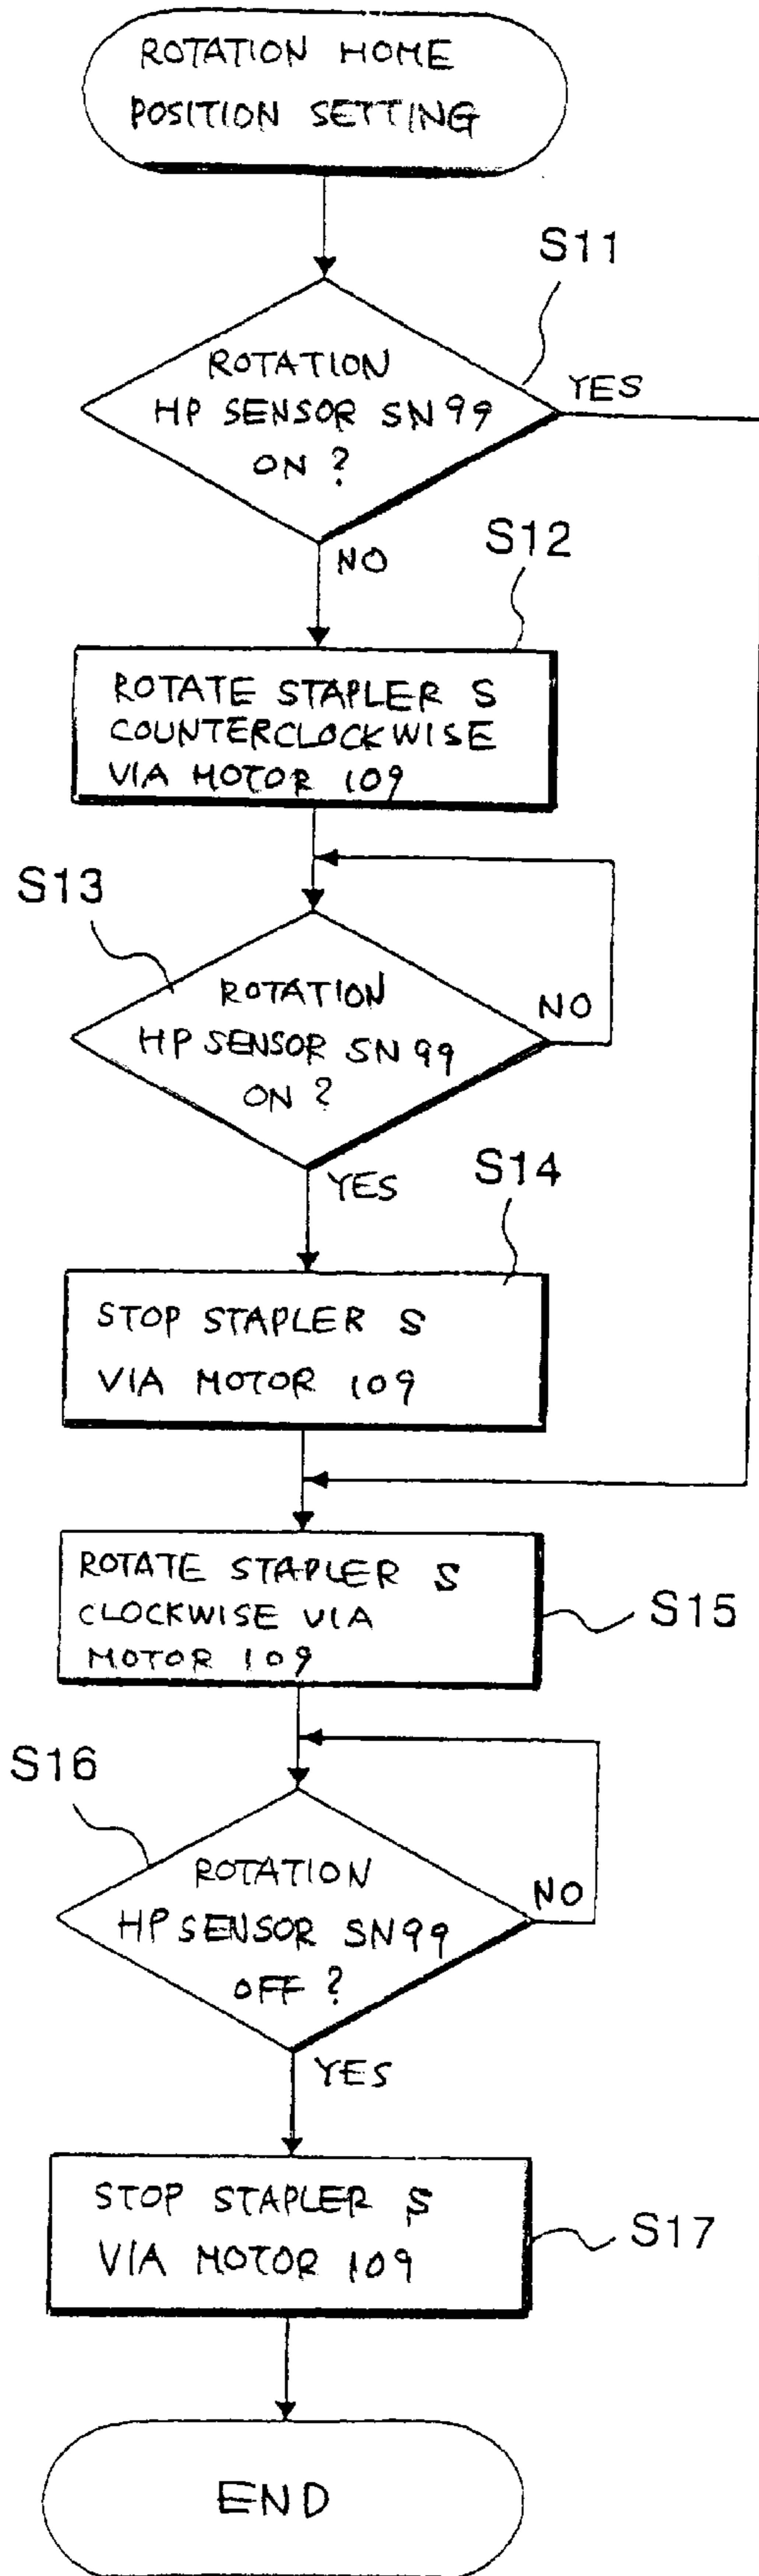 ROTATION HOME
POSITION SETTING
S11
ROTATION
HP SENSOR SN99
ON ?
YES
NO
S12
ROTATE STAPLER S
COUNTERCLOCKWISE
VIA MOTOR 109
S13
ROTATION
HP SENSOR SN99
ON ?
NO
YES
S14
STOP STAPLER S
VIA MOTOR 109
ROTATE STAPLER S
CLOCKWISE VIA
MOTOR 109
S15
S16
ROTATION
HP SENSOR SN99
OFF ?
NO
YES
STOP STAPLER S
VIA MOTOR 109
S17
END